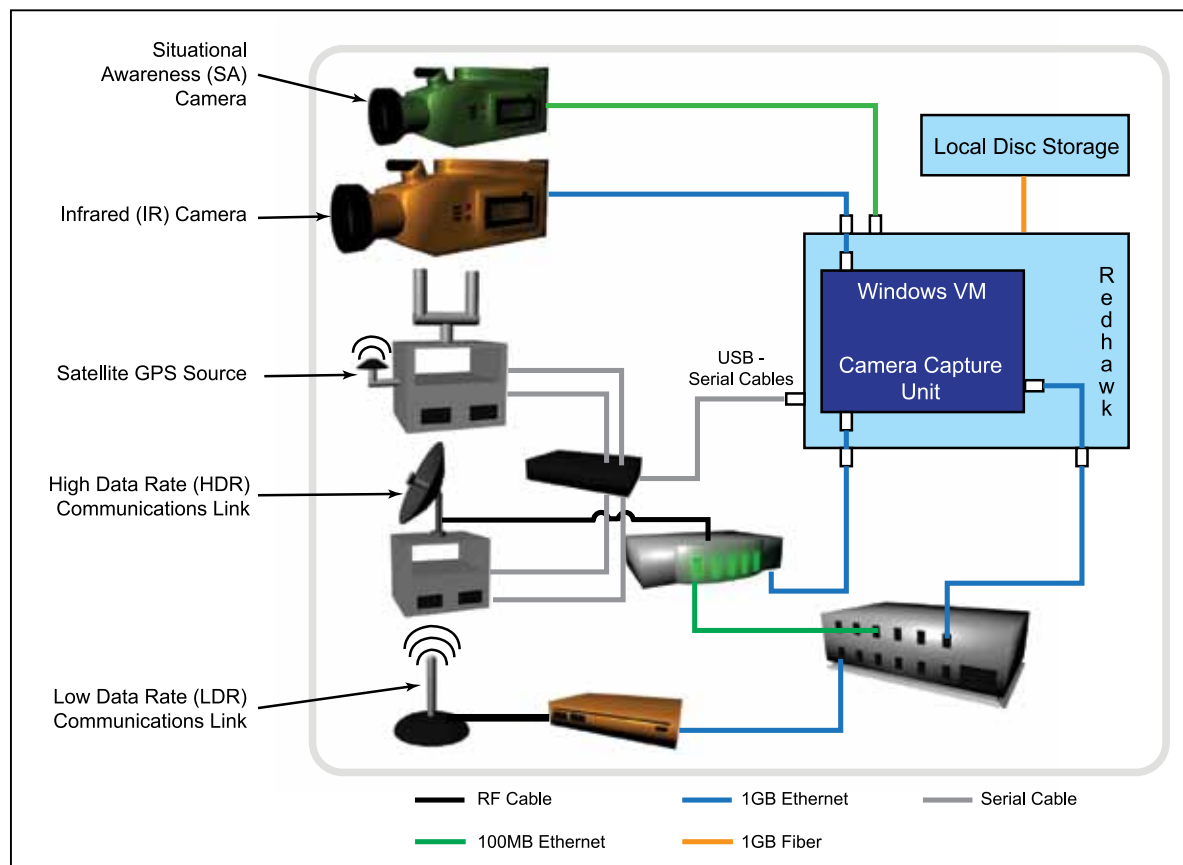 Situational
Awareness (SA)
Camera
Infrared (IR) Camera
Satellite GPS Source
High Data Rate (HDR)
Communications Link
Low Data Rate (LDR)
Communications Link
Local Disc Storage
Windows VM
Camera Capture
Unit
Redhawk
USB -
Serial Cables
RF Cable
1GB Ethernet
Serial Cable
100MB Ethernet
1GB Fiber